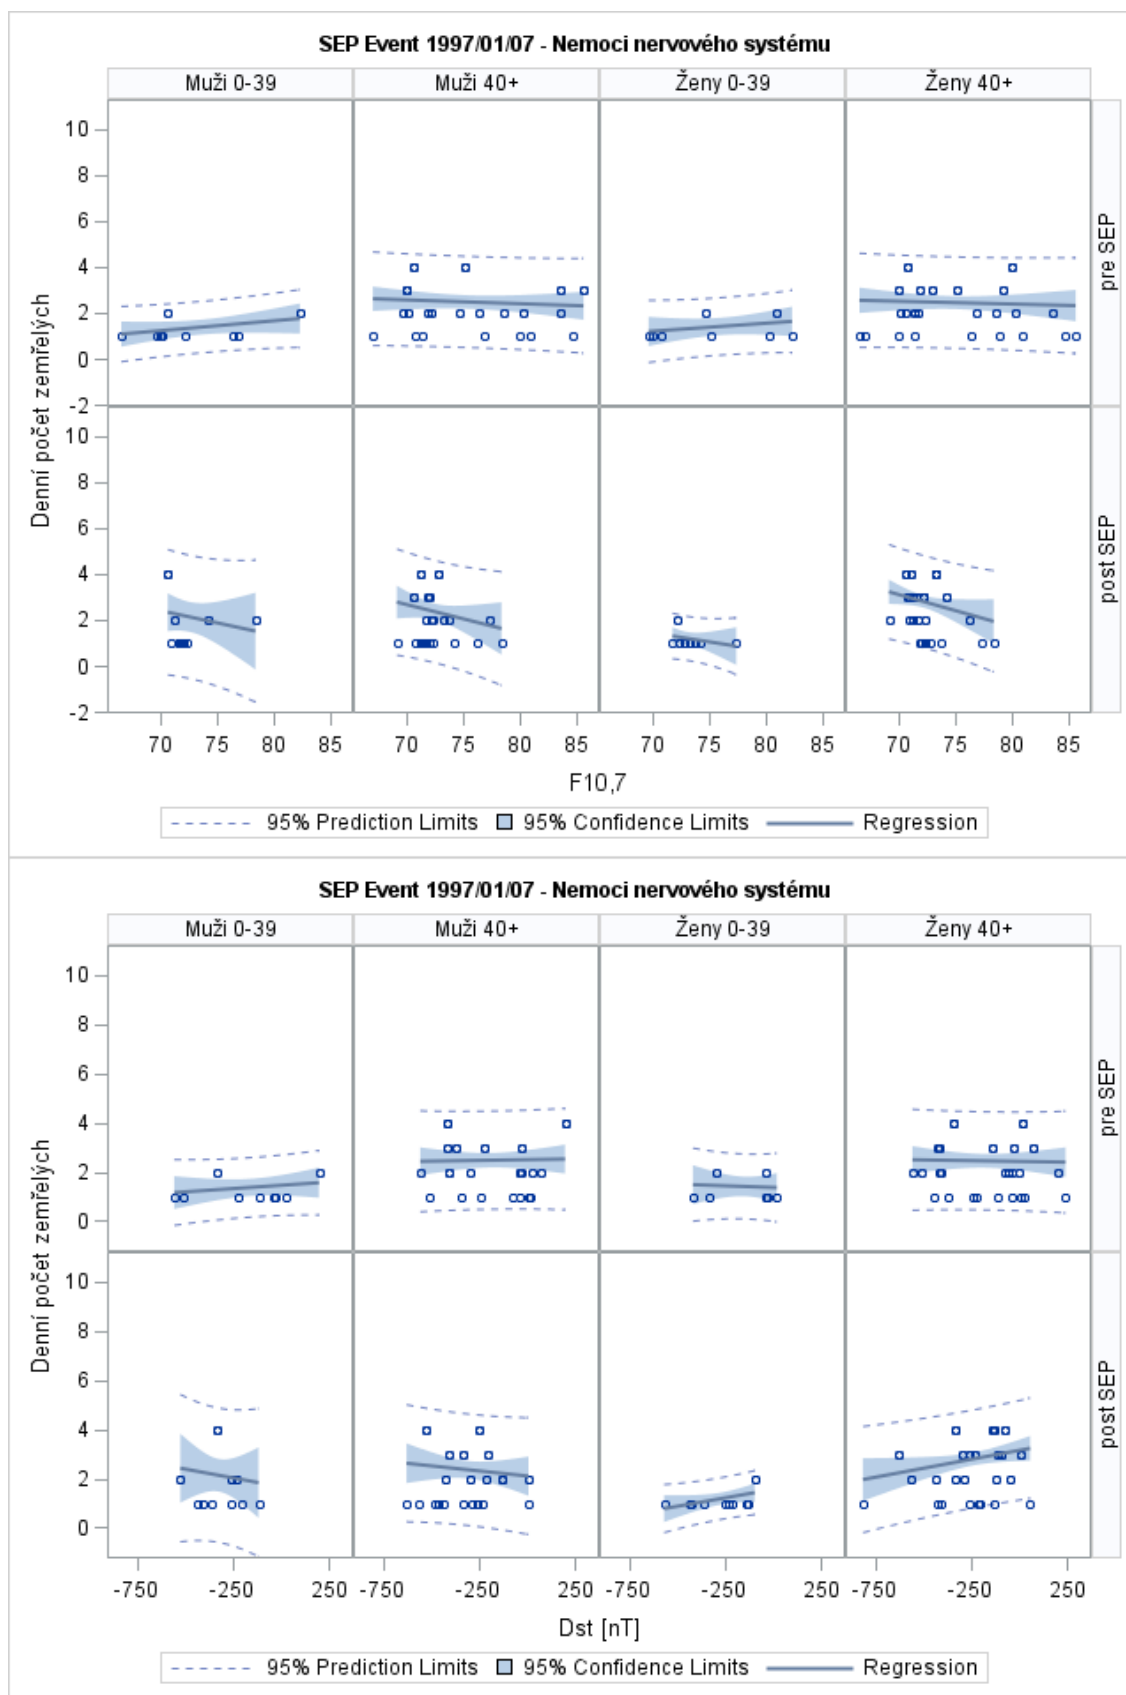 SEP Event 1997/01/07 - Nemoci nervového systému
Muži 0-39 Muži 40+ Ženy 0-39 Ženy 40+
10
8
6
4
2
0
-2
pre SEP
Denní počet zemřelých
10
8
6
4
2
0
-2
post SEP
70 75 80 85 70 75 80 85 70 75 80 85 70 75 80 85
F10,7
95% Prediction Limits 95% Confidence Limits Regression
SEP Event 1997/01/07 - Nemoci nervového systému
Muži 0-39 Muži 40+ Ženy 0-39 Ženy 40+
10
8
6
4
2
0
pre SEP
Denní počet zemřelých
10
8
6
4
2
0
post SEP
-750 -250 250 -750 -250 250 -750 -250 250 -750 -250 250
Dst [nT]
95% Prediction Limits 95% Confidence Limits Regression